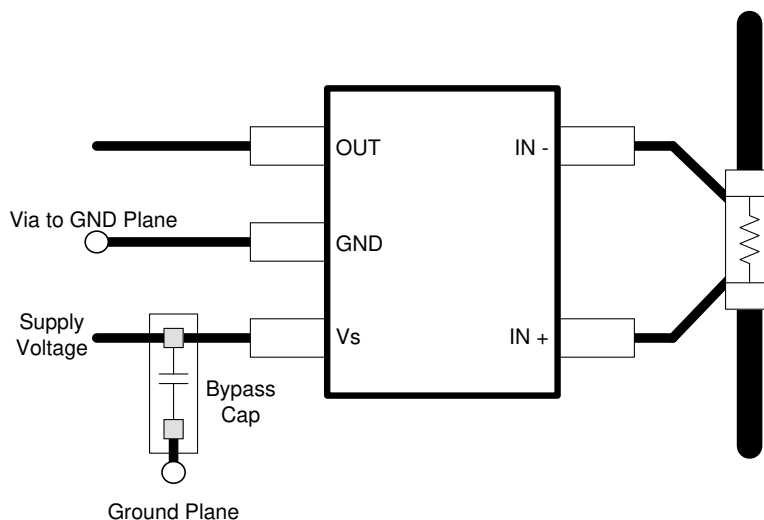 OUT
IN -
Via to GND Plane
GND
Supply
Voltage
Vs
IN +
Bypass
Cap
Ground Plane